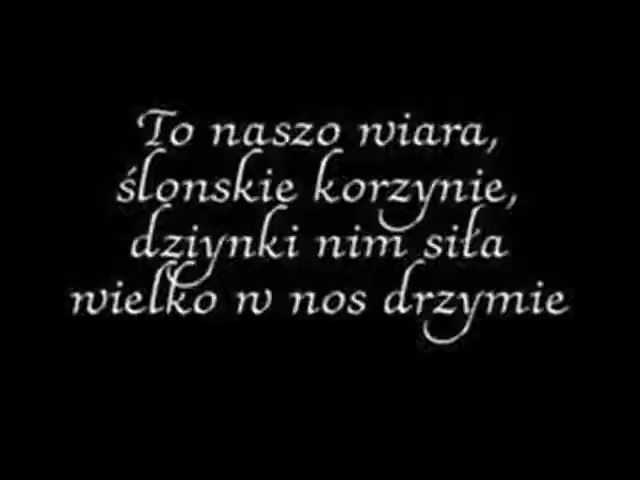 To naszo wiara,
ślonskie korzynie,
dziynki nim siła
wielko w nos drzymie